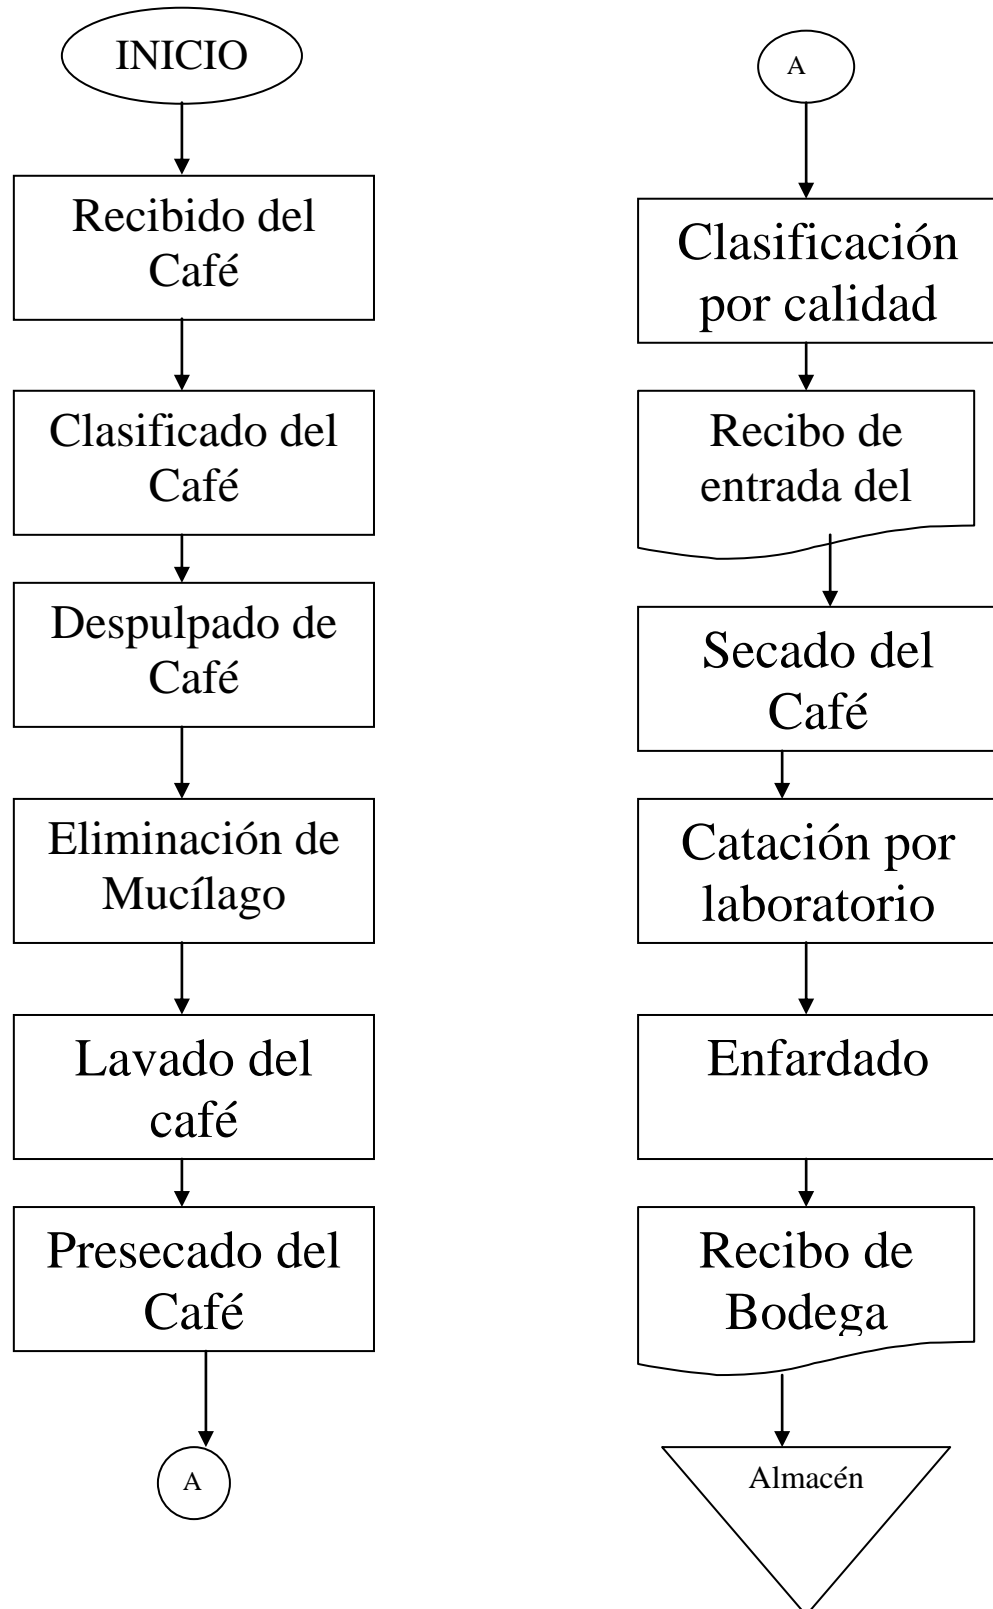 INICIO
Recibido del
Café
Clasificado del
Café
Despulpado de
Café
Eliminación de
Mucílago
Lavado del
café
Presecado del
Café
A
A
Clasificación
por calidad
Recibo de
entrada del
Secado del
Café
Catación por
laboratorio
Enfardado
Recibo de
Bodega
Almacén